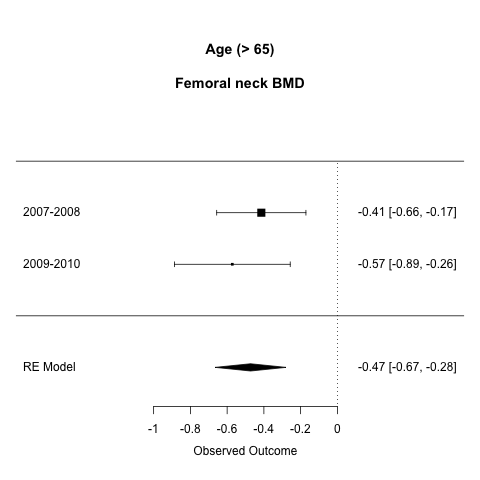 Age (> 65)
Femoral neck BMD
2007-2008 -0.41 [-0.66, -0.17]
2009-2010 -0.57 [-0.89, -0.26]
RE Model -0.47 [-0.67, -0.28]
-1 -0.8 -0.6 -0.4 -0.2 0
Observed Outcome